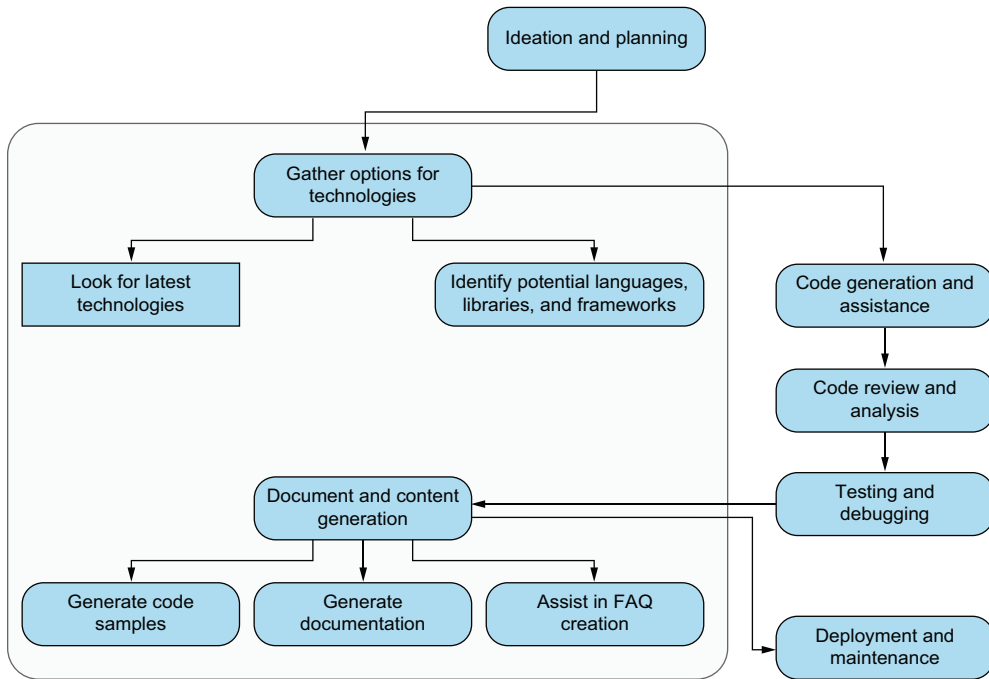 Ideation and planning
Gather options for
technologies
Look for latest
technologies
Identify potential languages,
libraries, and frameworks
Code generation and
assistance
Code review and
analysis
Testing and
debugging
Document and content
generation
Generate code
samples
Generate
documentation
Assist in FAQ
creation
Deployment and
maintenance